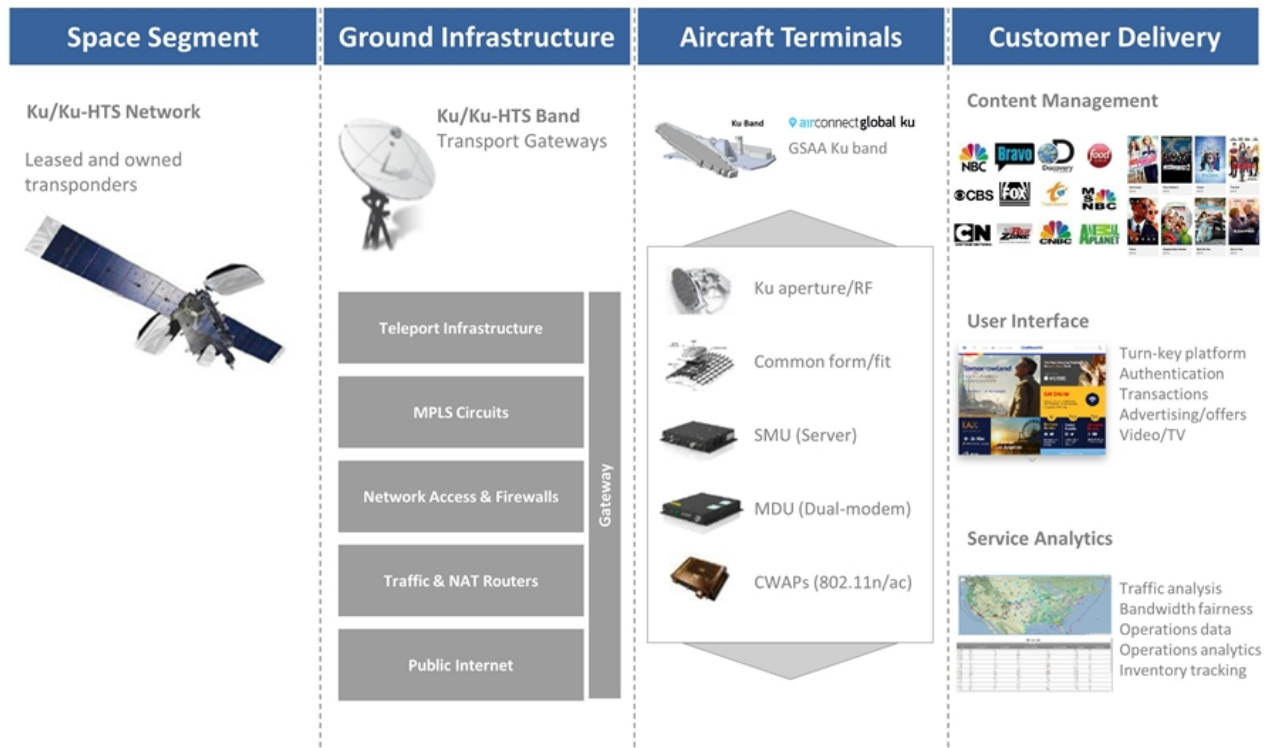 Space Segment
Ground Infrastructure
Aircraft Terminals
Customer Delivery
Ku/Ku-HTS Network
Leased and owned
transponders
Ku/Ku-HTS Band
Transport Gateways
Teleport Infrastructure
MPLS Circuits
Network Access & Firewalls
Traffic & NAT Routers
Public Internet
Gateway
Ku Band
airconnectglobal ku
GSAA Ku band
Ku aperture/RF
Common form/fit
SMU (Server)
MDU (Dual-modem)
CWAPs (802.11n/ac)
Content Management
NBC
Bravo
Discovery
food
CBS
FOX
MSNBC
CN
RED ZONE
CNBC
ANIMAL PLANET
User Interface
Tomorrowland
Turn-key platform
Authentication
Transactions
Advertising/offers
Video/TV
Service Analytics
Traffic analysis
Bandwidth fairness
Operations data
Operations analytics
Inventory tracking